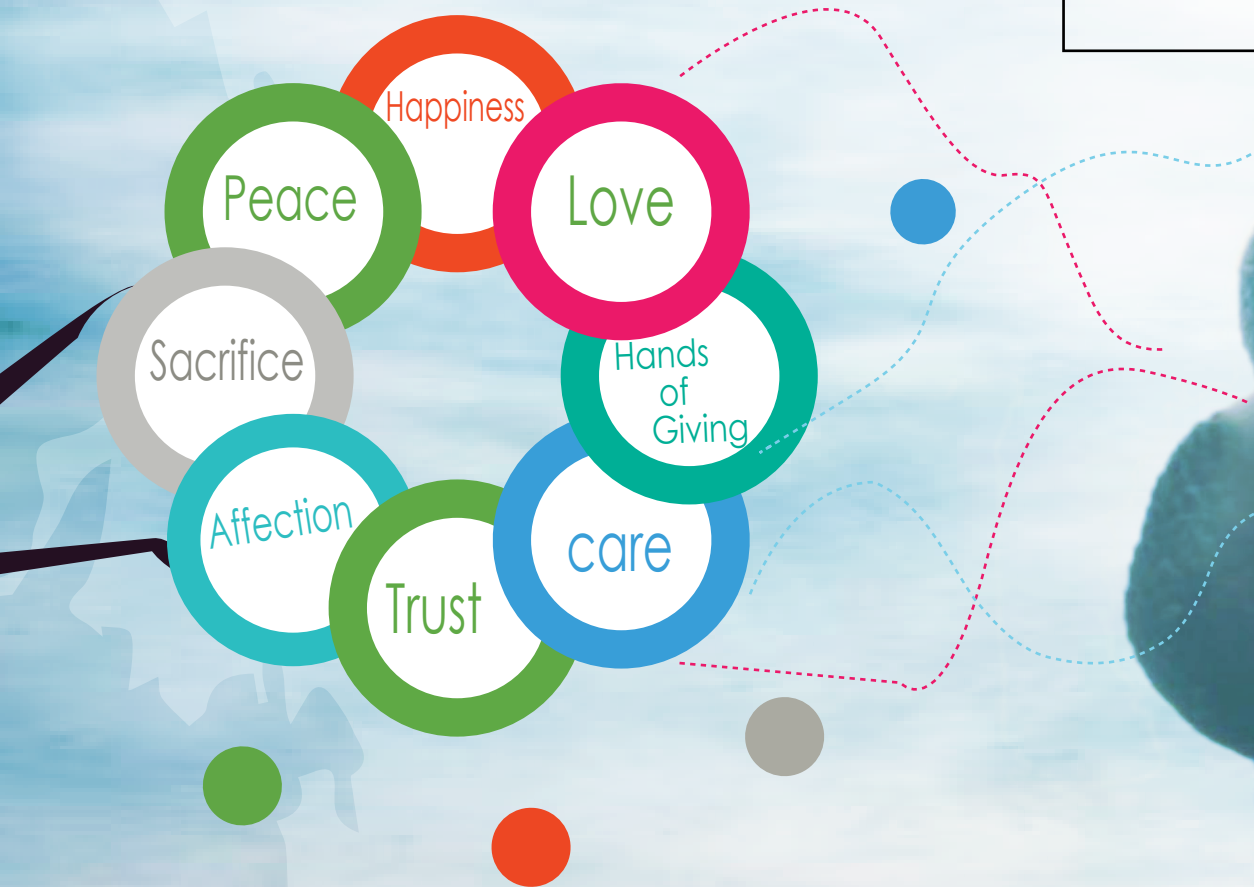 Happiness
Peace
Love
Sacrifice
Hands
of
Giving
Affection
care
Trust